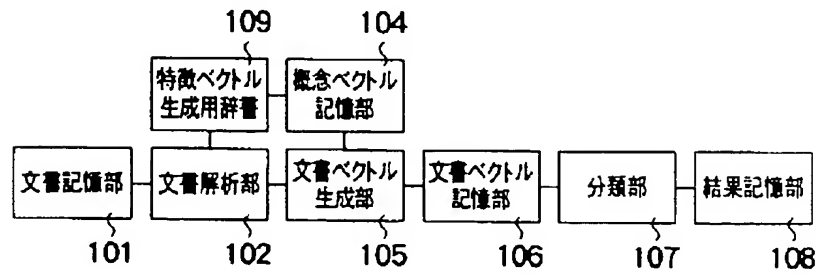 109
104
特徴ベクトル
生成用辞書
概念ベクトル
記憶部
文書記憶部
文書解析部
文書ベクトル
生成部
文書ベクトル
記憶部
分類部
結果記憶部
101
102
105
106
107
108